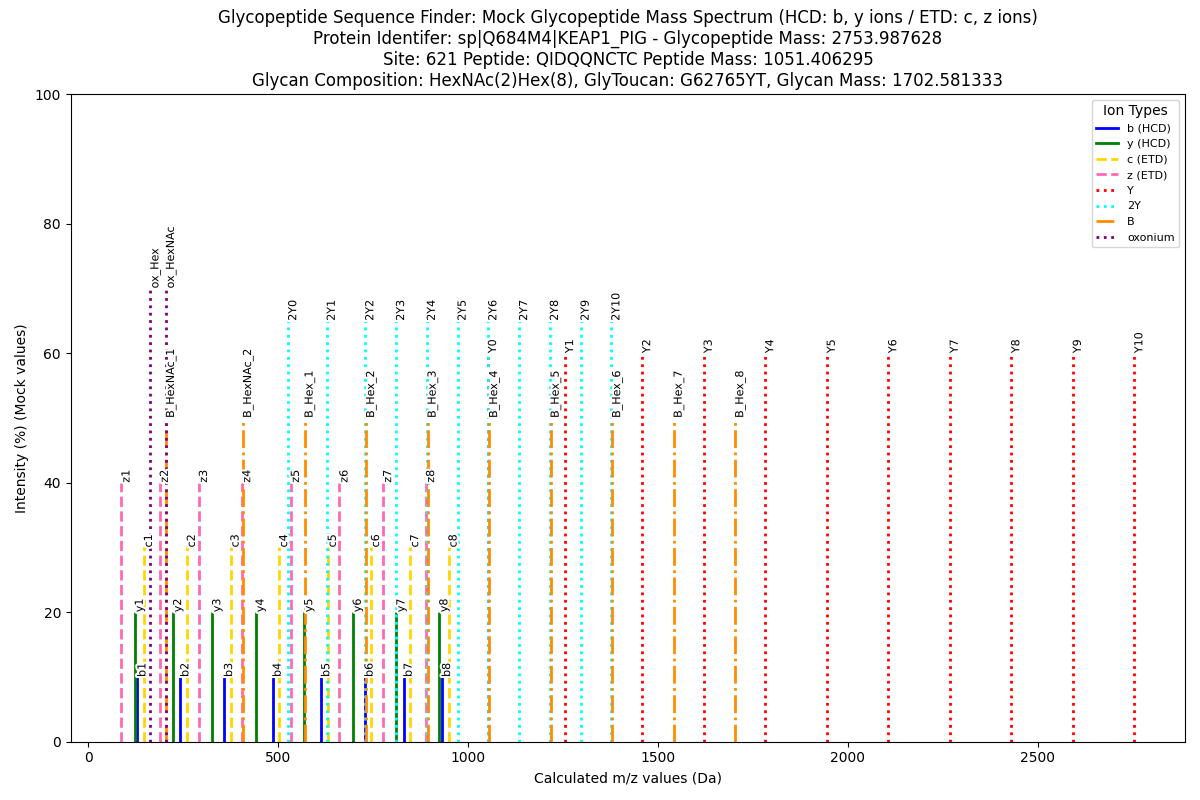 Glycopeptide Sequence Finder: Mock Glycopeptide Mass Spectrum (HCD: b, y ions / ETD: c, z ions)
Protein Identifer: sp|Q684M4|KEAP1_PIG - Glycopeptide Mass: 2753.987628
Site: 621 Peptide: QIDQQNCTC Peptide Mass: 1051.406295
Glycan Composition: HexNAc(2)Hex(8), GlyToucan: G62765YT, Glycan Mass: 1702.581333
Intensity (%) (Mock values)
100
80
60
40
20
0
Ion Types
b (HCD)
y (HCD)
c (ETD)
z (ETD)
Y
2Y
B
oxonium
ox_Hex
ox_HexNAc
2Y0
2Y1
2Y2
2Y3
2Y4
2Y5
2Y6
2Y7
2Y8
2Y9
2Y10
Y0
Y1
Y2
Y3
Y4
Y5
Y6
Y7
Y8
Y9
Y10
B_HexNAc_1
B_HexNAc_2
B_Hex_1
B_Hex_2
B_Hex_3
B_Hex_4
B_Hex_5
B_Hex_6
B_Hex_7
B_Hex_8
z1
z2
z3
z4
z5
z6
z7
z8
c1
c2
c3
c4
c5
c6
c7
c8
y1
y2
y3
y4
y5
y6
y7
y8
b1
b2
b3
b4
b5
b6
b7
b8
0
500
1000
1500
2000
2500
Calculated m/z values (Da)